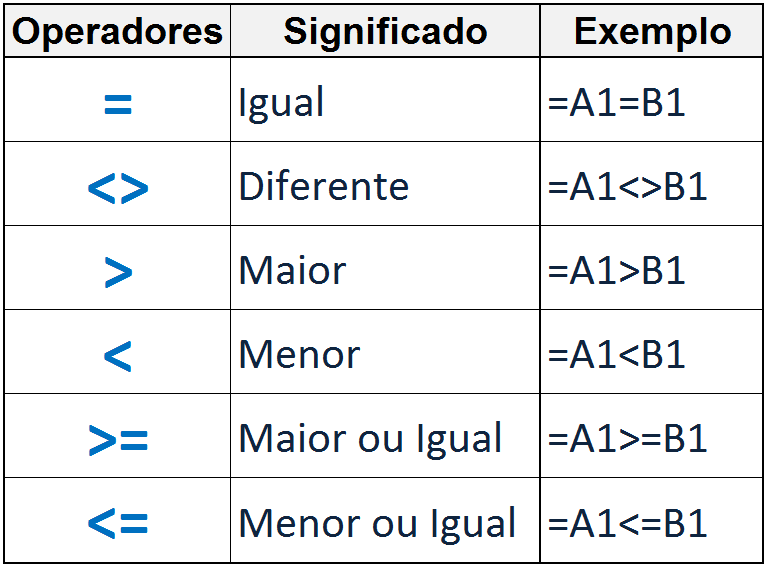 Operadores Significado Exemplo
= Igual =A1=B1
<> Diferente =A1<>B1
> Maior =A1>B1
< Menor =A1<B1
>= Maior ou Igual =A1>=B1
<= Menor ou Igual =A1<=B1